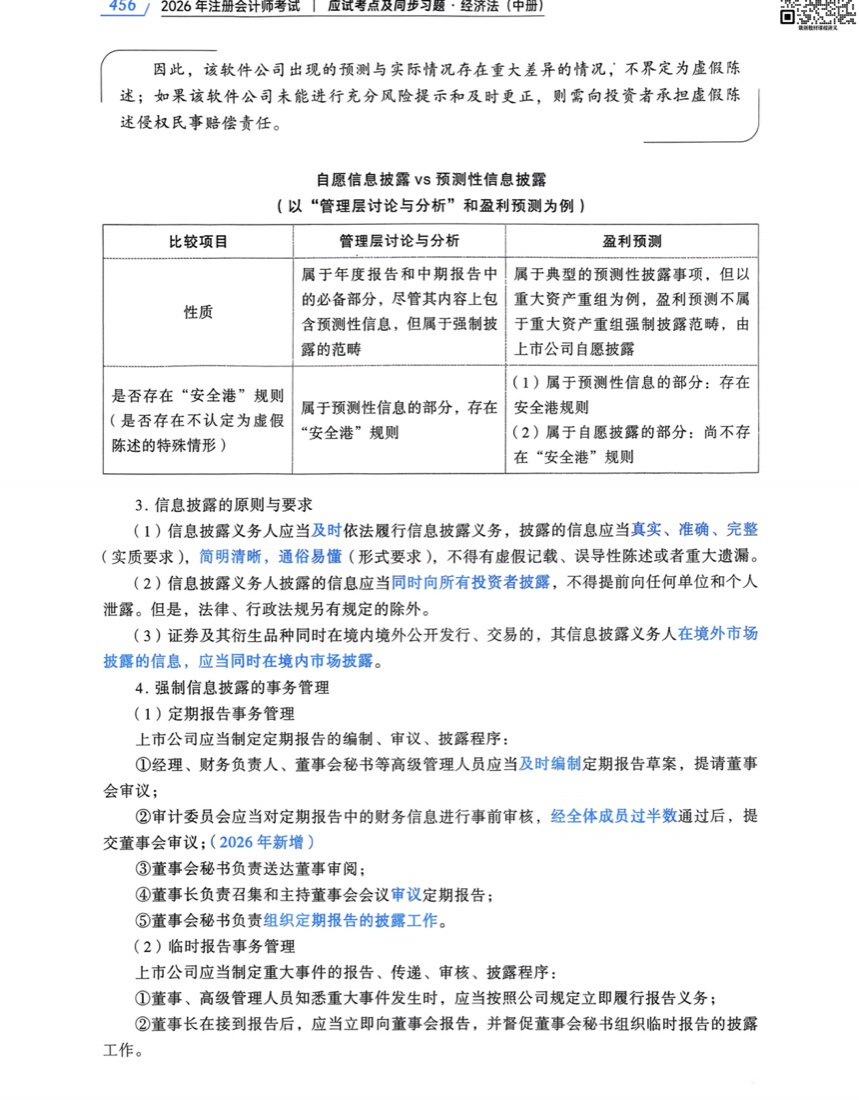 456 2026年注册会计师考试 | 应试考点及同步习题·经济法（中册）
因此，该软件公司出现的预测与实际情况存在重大差异的情况，不界定为虚假陈
述；如果该软件公司未能进行充分风险提示和及时更正，则需向投资者承担虚假陈
述侵权民事赔偿责任。
自愿信息披露 vs 预测性信息披露
（以“管理层讨论与分析”和盈利预测为例）
比较项目 管理层讨论与分析 盈利预测
性质
属于年度报告和中期报告中
的必备部分，尽管其内容上包
含预测性信息，但属于强制披
露的范畴
属于典型的预测性披露事项，但以
重大资产重组为例，盈利预测不属
于重大资产重组强制披露范畴，由
上市公司自愿披露
是否存在“安全港”规则
（是否存在不认定为虚假
陈述的特殊情形）
属于预测性信息的部分，存在
“安全港”规则
（1）属于预测性信息的部分：存在
安全港规则
（2）属于自愿披露的部分：尚不存
在“安全港”规则
3. 信息披露的原则与要求
（1）信息披露义务人应当及时依法履行信息披露义务，披露的信息应当真实、准确、完整
（实质要求），简明清晰，通俗易懂（形式要求），不得有虚假记载、误导性陈述或者重大遗漏。
（2）信息披露义务人披露的信息应当同时向所有投资者披露，不得提前向任何单位和个人
泄露。但是，法律、行政法规另有规定的除外。
（3）证券及其衍生品种同时在境内境外公开发行、交易的，其信息披露义务人在境外市场
披露的信息，应当同时在境内市场披露。
4. 强制信息披露的事务管理
（1）定期报告事务管理
上市公司应当制定定期报告的编制、审议、披露程序：
①经理、财务负责人、董事会秘书等高级管理人员应当及时编制定期报告草案，提请董事
会审议；
②审计委员会应当对定期报告中的财务信息进行事前审核，经全体成员过半数通过后，提
交董事会审议；（2026年新增）
③董事会秘书负责送达董事审阅；
④董事长负责召集和主持董事会会议审议定期报告；
⑤董事会秘书负责组织定期报告的披露工作。
（2）临时报告事务管理
上市公司应当制定重大事件的报告、传递、审核、披露程序：
①董事、高级管理人员知悉重大事件发生时，应当按照公司规定立即履行报告义务；
②董事长在接到报告后，应当立即向董事会报告，并督促董事会秘书组织临时报告的披露
工作。